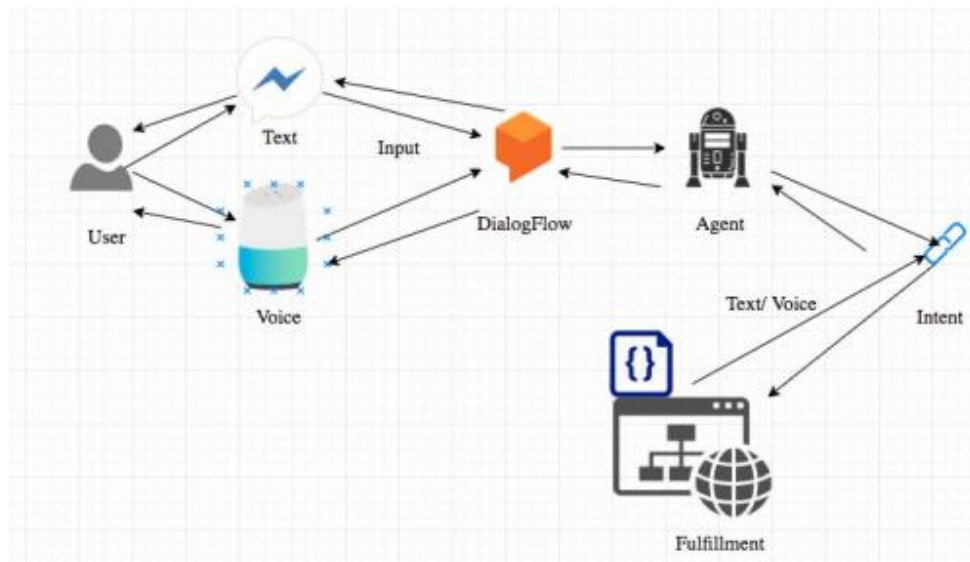 Text
Input
User
DialogFlow
Agent
Voice
Text/ Voice
Intent
{}
Fulfillment